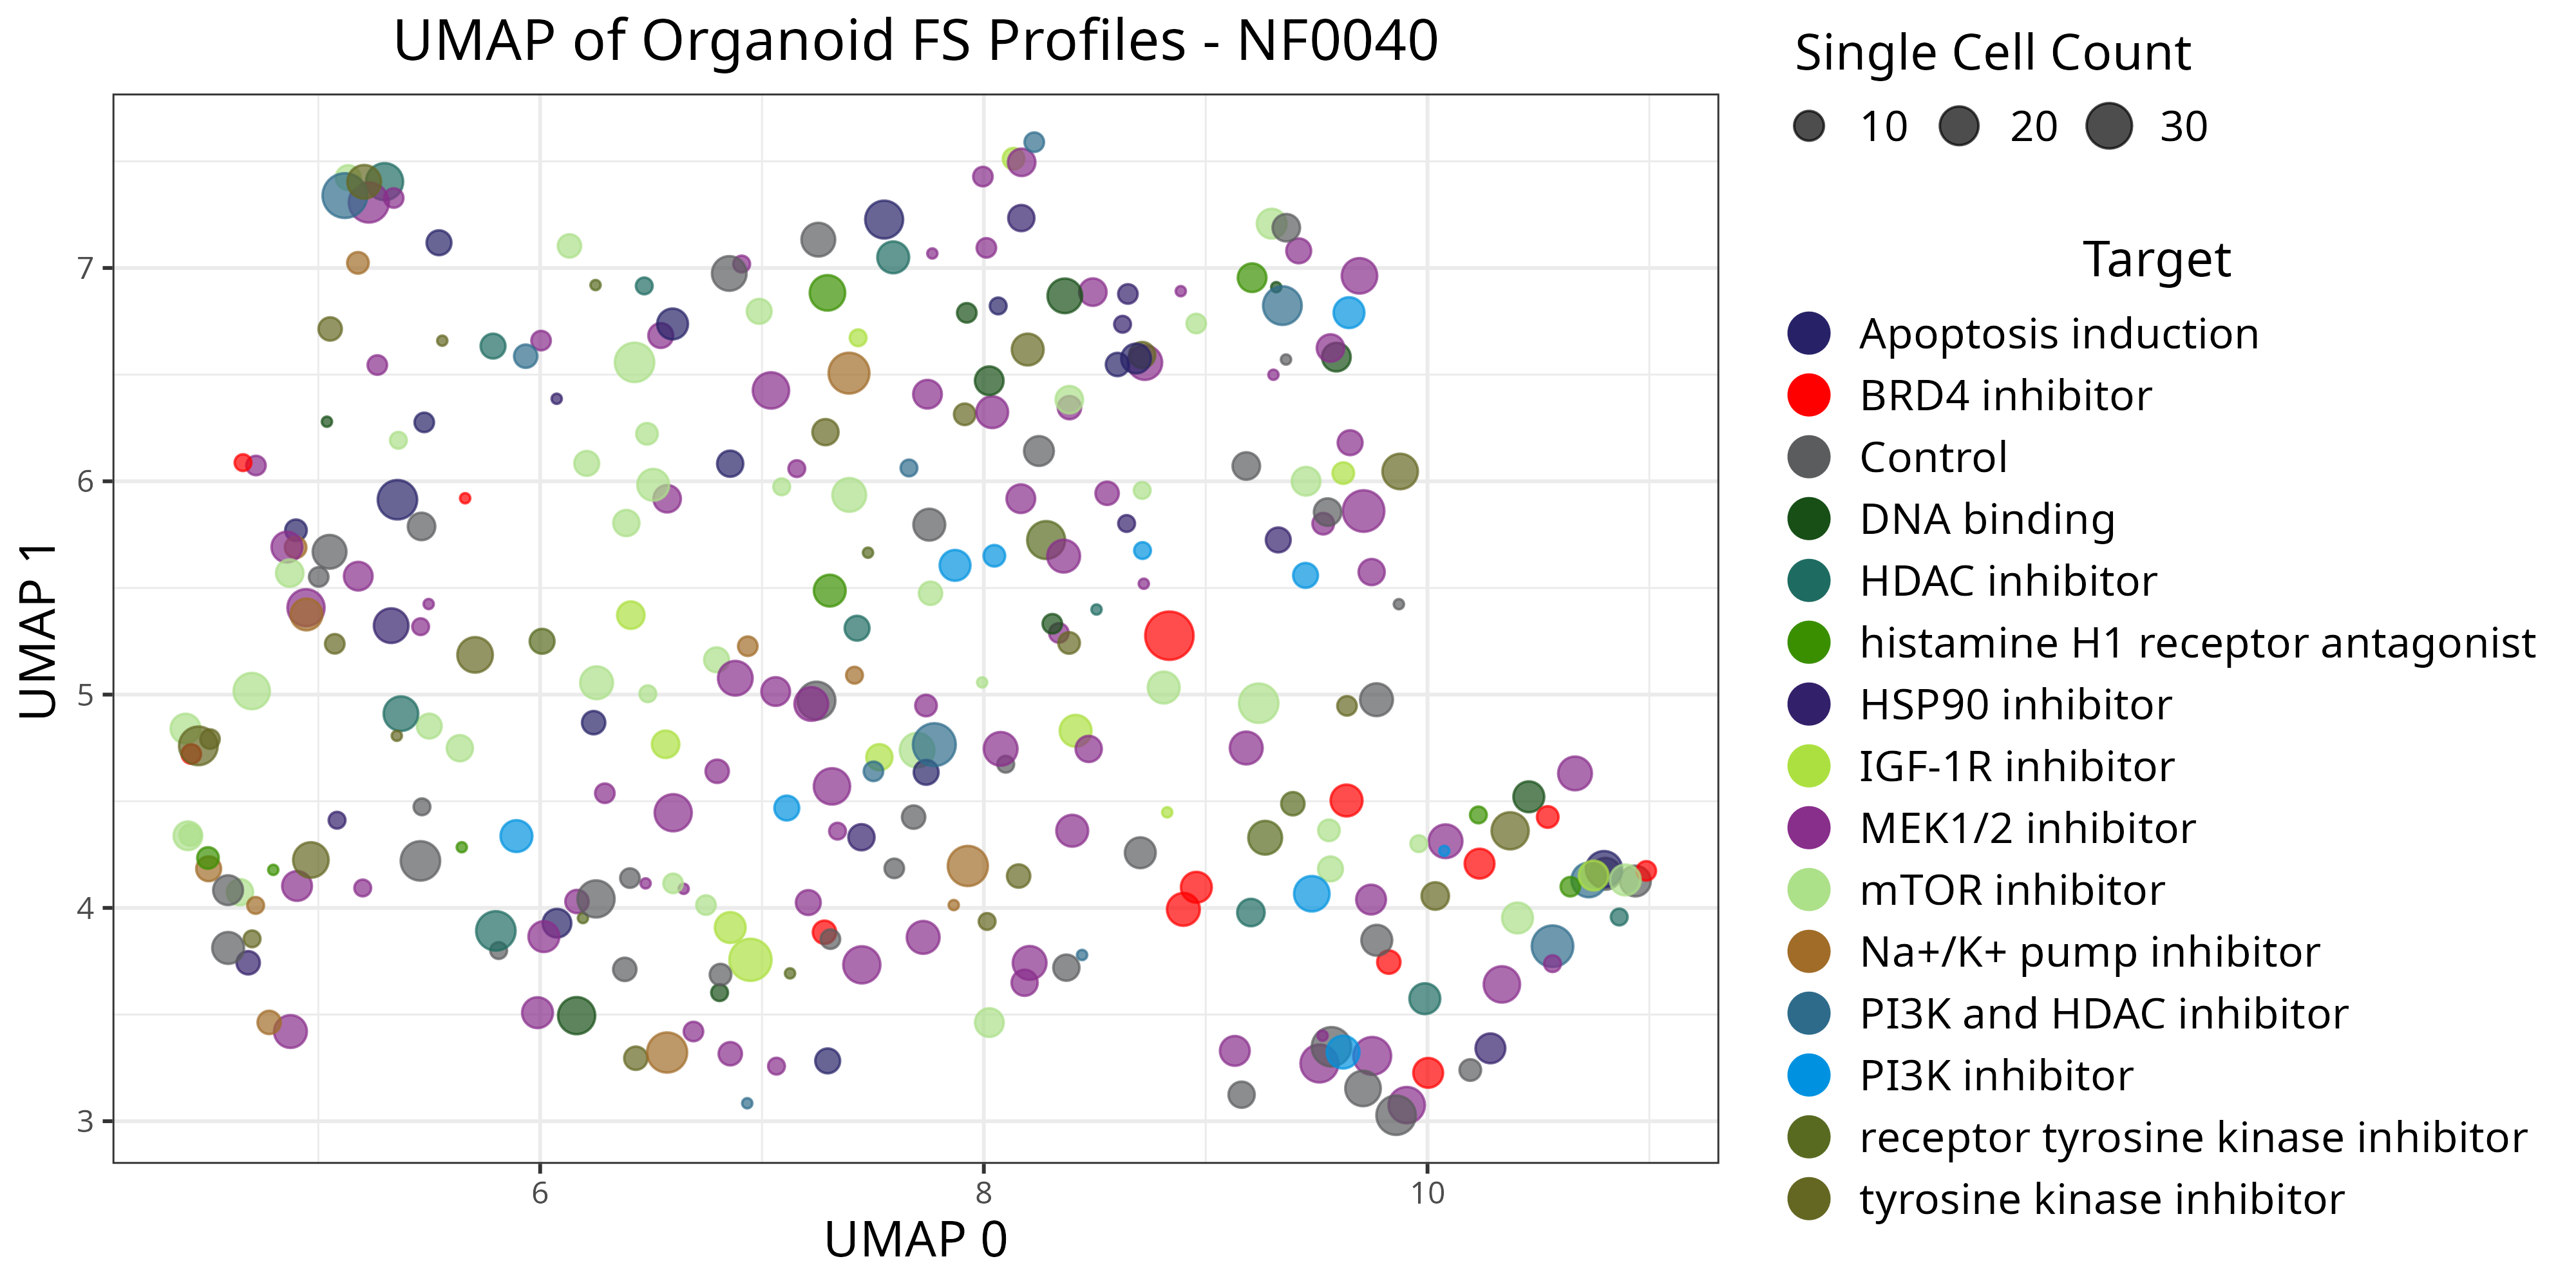 UMAP of Organoid FS Profiles - NF0040
Single Cell Count
10 20 30
Target
Apoptosis induction
BRD4 inhibitor
Control
DNA binding
HDAC inhibitor
histamine H1 receptor antagonist
HSP90 inhibitor
IGF-1R inhibitor
MEK1/2 inhibitor
mTOR inhibitor
Na+/K+ pump inhibitor
PI3K and HDAC inhibitor
PI3K inhibitor
receptor tyrosine kinase inhibitor
tyrosine kinase inhibitor
UMAP 1
7
6
5
4
3
6 8 10
UMAP 0